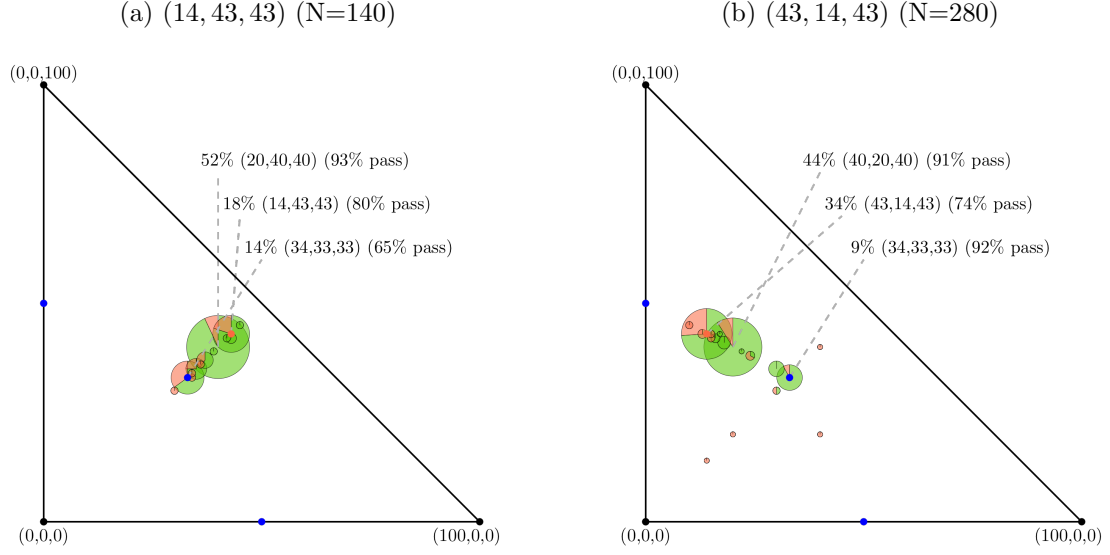 (a) (14, 43, 43) (N=140)
(0,0,100)
52% (20,40,40) (93% pass)
18% (14,43,43) (80% pass)
14% (34,33,33) (65% pass)
(0,0,0)
(100,0,0)
(b) (43, 14, 43) (N=280)
(0,0,100)
44% (40,20,40) (91% pass)
34% (43,14,43) (74% pass)
9% (34,33,33) (92% pass)
(0,0,0)
(100,0,0)